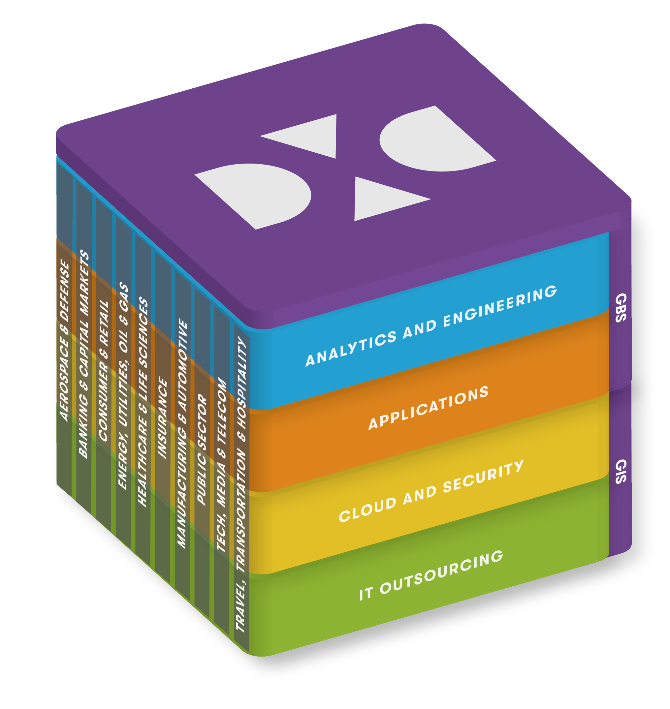 AEROSPACE & DEFENSE
BANKING & CAPITAL MARKETS
CONSUMER & RETAIL
ENERGY, UTILITIES, OIL & GAS
HEALTHCARE & LIFE SCIENCES
INSURANCE
MANUFACTURING & AUTOMOTIVE
PUBLIC SECTOR
TECH, MEDIA & TELECOM
TRAVEL, TRANSPORTATION & HOSPITALITY
ANALYTICS AND ENGINEERING
APPLICATIONS
CLOUD AND SECURITY
IT OUTSOURCING
GBS
GIS